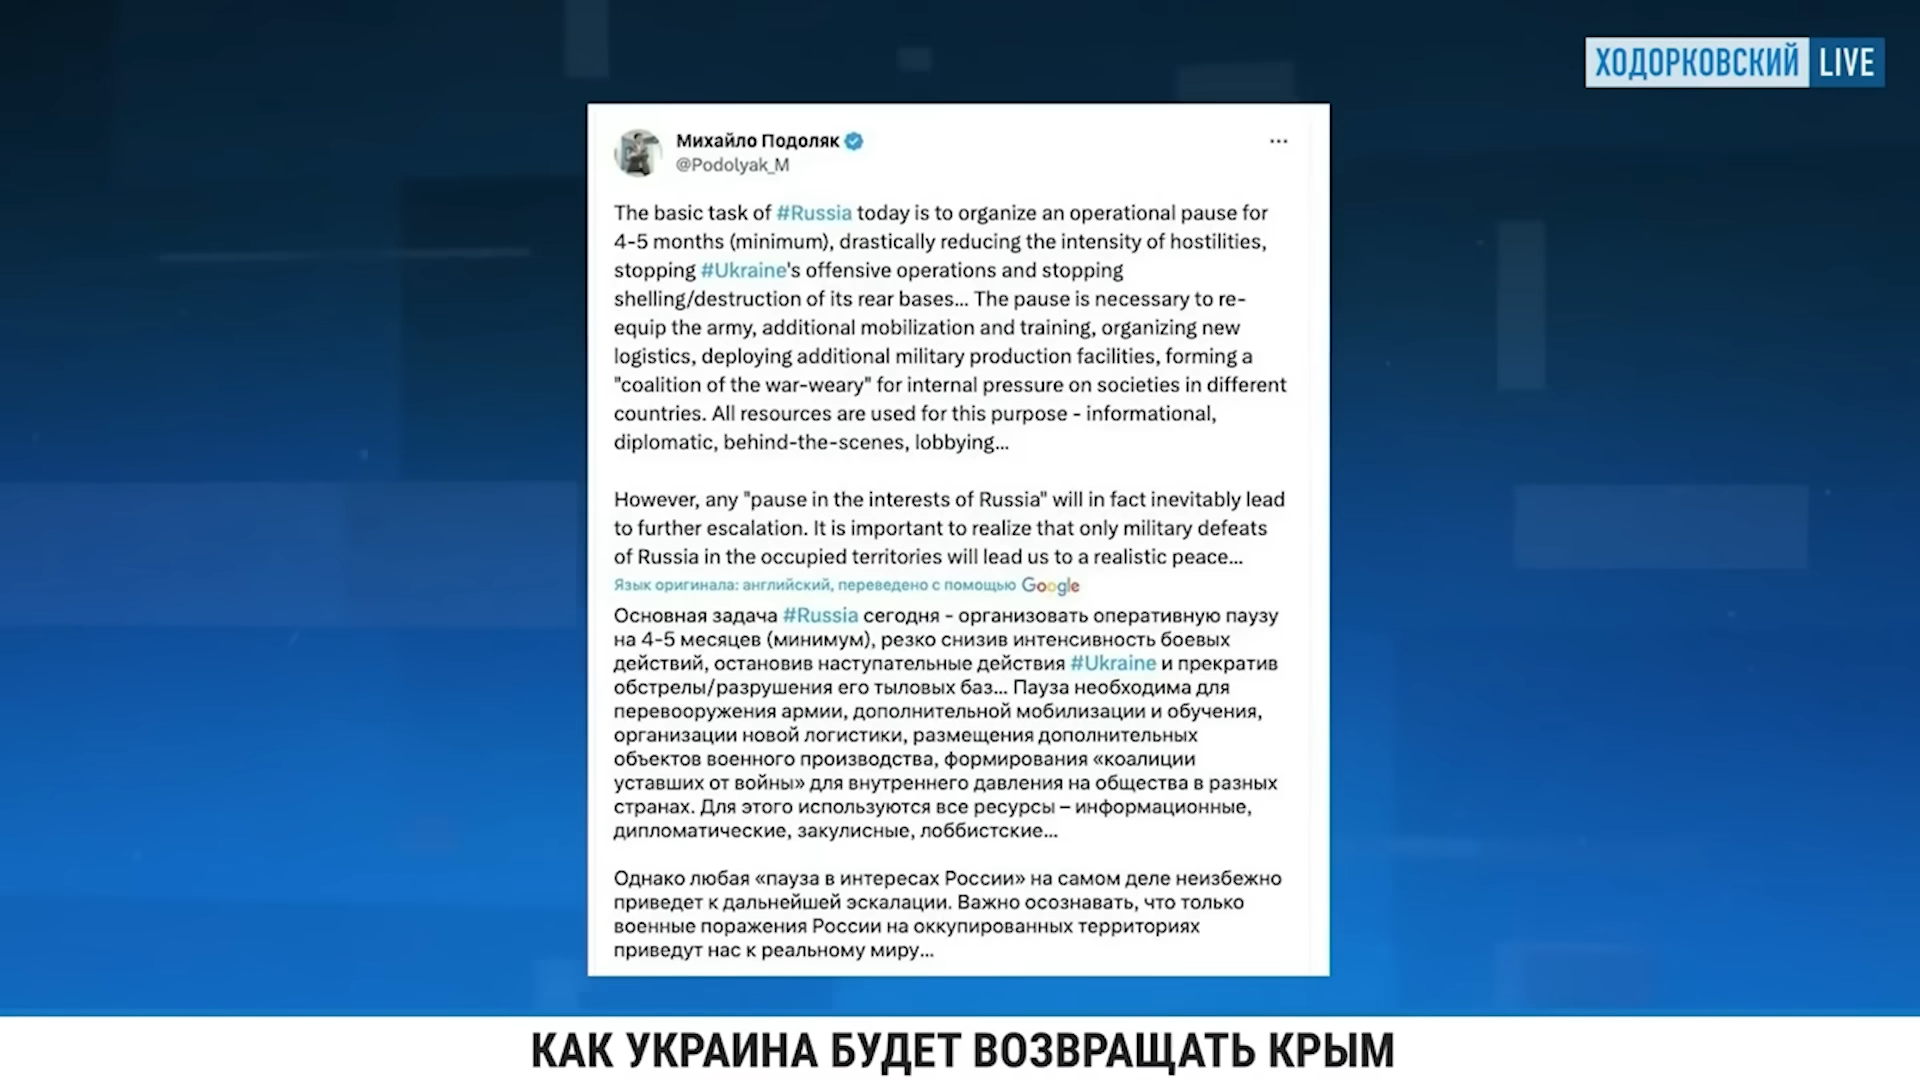 ХОДОРКОВСКИЙ LIVE
Михайло Подоляк
@Podolyak_M
The basic task of #Russia today is to organize an operational pause for
4-5 months (minimum), drastically reducing the intensity of hostilities,
stopping #Ukraine's offensive operations and stopping
shelling/destruction of its rear bases... The pause is necessary to re-
equip the army, additional mobilization and training, organizing new
logistics, deploying additional military production facilities, forming a
"coalition of the war-weary" for internal pressure on societies in different
countries. All resources are used for this purpose - informational,
diplomatic, behind-the-scenes, lobbying...
However, any "pause in the interests of Russia" will in fact inevitably lead
to further escalation. It is important to realize that only military defeats
of Russia in the occupied territories will lead us to a realistic peace...
Язык оригинала: английский, переведено с помощью Google
Основная задача #Russia сегодня - организовать оперативную паузу
на 4-5 месяцев (минимум), резко снизив интенсивность боевых
действий, остановив наступательные действия #Ukraine и прекратив
обстрелы/разрушения его тыловых баз... Пауза необходима для
перевооружения армии, дополнительной мобилизации и обучения,
организации новой логистики, размещения дополнительных
объектов военного производства, формирования «коалиции
уставших от войны» для внутреннего давления на общества в разных
странах. Для этого используются все ресурсы – информационные,
дипломатические, закулисные, лоббистские...
Однако любая «пауза в интересах России» на самом деле неизбежно
приведет к дальнейшей эскалации. Важно осознавать, что только
военные поражения России на оккупированных территориях
приведут нас к реальному миру...
КАК УКРАИНА БУДЕТ ВОЗВРАЩАТЬ КРЫМ